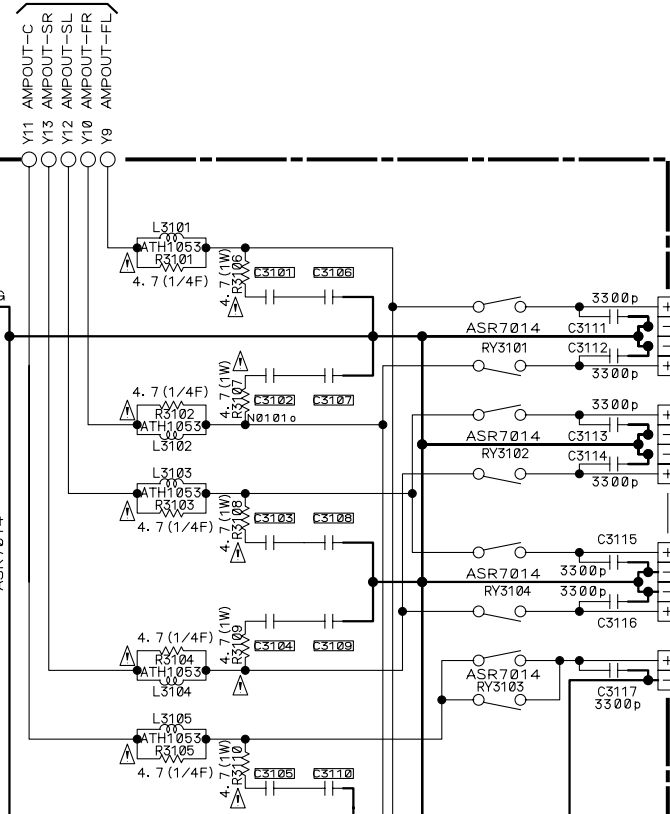 Y11 AMPOUT-C
Y13 AMPOUT-SR
Y12 AMPOUT-SL
Y10 AMPOUT-FR
Y9 AMPOUT-FL
L3101
ATH1053
R3101
4.7(1/4F)
4.7(1W)
R3106
C3101
C3106
3300p
ASR7014
C3111
RY3101
C3112
3300p
4.7(1/4F)
R3102
ATH1053
L3102
4.7(1W)
R3107
C3102
C3107
N0101o
3300p
ASR7014
C3113
RY3102
C3114
3300p
L3103
ATH1053
R3103
4.7(1/4F)
4.7(1W)
R3108
C3103
C3108
C3115
ASR7014
3300p
RY3104
3300p
C3116
ASR7014
4.7(1/4F)
R3104
ATH1053
L3104
4.7(1W)
R3109
C3104
C3109
ASR7014
RY3103
C3117
3300p
L3105
ATH1053
R3105
4.7(1/4F)
4.7(1W)
R3110
C3105
C3110